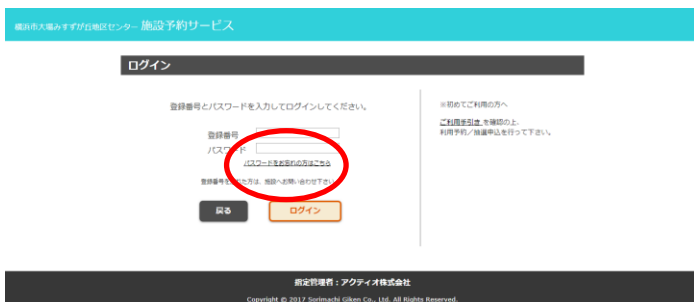 横浜市大場みすずが丘地区センター 施設予約サービス
ログイン
登録番号とパスワードを入力してログインしてください。
登録番号
パスワード
パスワードをお忘れの方はこちら
登録番号を た方は、施設へお問い合わせ下さい
戻る
ログイン
※初めてご利用の方へ
ご利用手引き を確認の上、
利用予約／抽選申込を行って下さい。
指定管理者：アクティオ株式会社
Copyright © 2017 Sorimachi Giken Co., Ltd. All Rights Reserved.